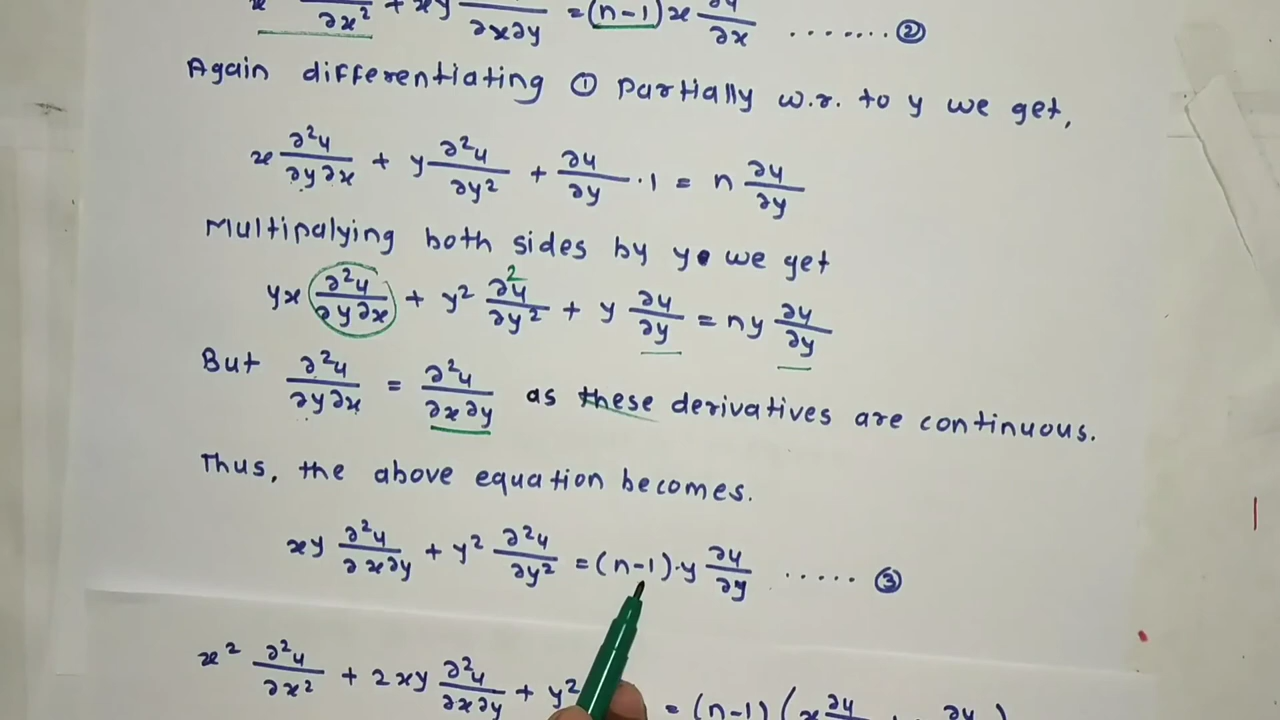 x ∂x² + xy ∂x∂y = (n-1) x ∂u/∂x ....... ②
Again differentiating ① Partially w.r. to y we get,
x ∂²u/∂y∂x + y ∂²u/∂y² + ∂u/∂y · 1 = n ∂u/∂y
Multipalying both sides by y we get
yx ∂²u/∂y∂x + y² ∂²u/∂y² + y ∂u/∂y = ny ∂u/∂y
But ∂²u/∂y∂x = ∂²u/∂x∂y as these derivatives are continuous.
Thus, the above equation becomes.
xy ∂²u/∂x∂y + y² ∂²u/∂y² = (n-1)·y ∂u/∂y ..... ③
x² ∂²u/∂x² + 2xy ∂²u/∂x∂y + y² = (n-1) (x ∂u ∂u)